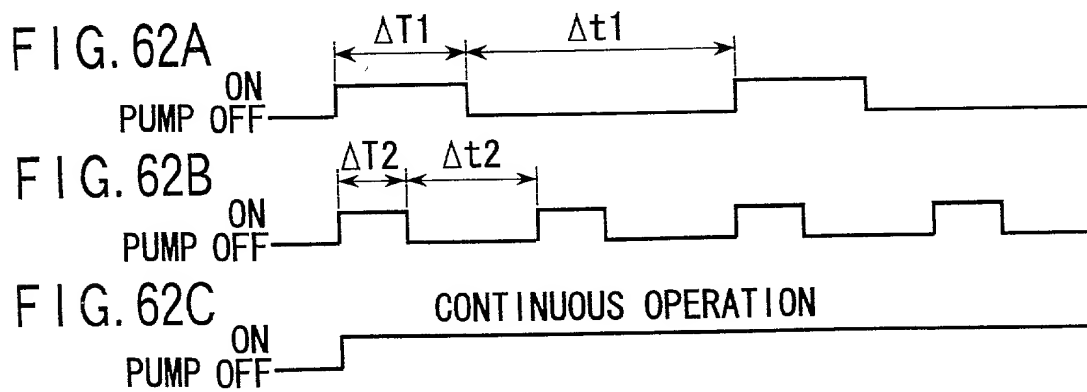 FIG. 62A
ΔT1 Δt1
ON
PUMP OFF
FIG. 62B
ΔT2 Δt2
ON
PUMP OFF
FIG. 62C
CONTINUOUS OPERATION
ON
PUMP OFF